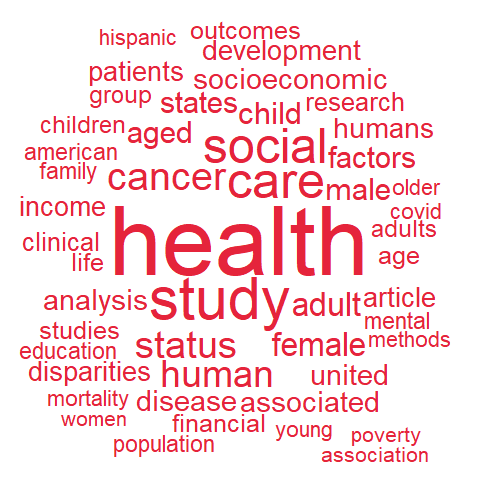 hispanic
outcomes
development
patients
socioeconomic
group
states
child
research
children
aged
social
humans
american
factors
family
cancer
care
male
older
income
covid
health
adults
clinical
life
age
analysis
study
adult
article
studies
mental
education
status
female
methods
disparities
human
united
mortality
disease
associated
women
financial
young
poverty
population
association